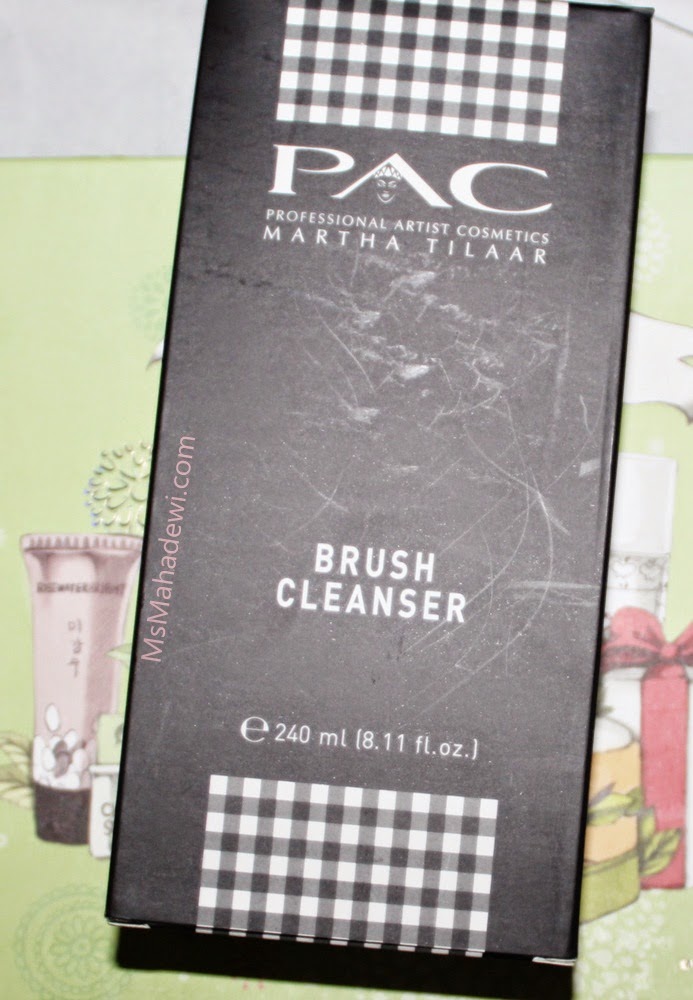 PAC
PROFESSIONAL ARTIST COSMETICS
MARTHA TILAAR
MsMahadewi.com
BRUSH
CLEANSER
℮ 240 ml (8.11 fl.oz.)